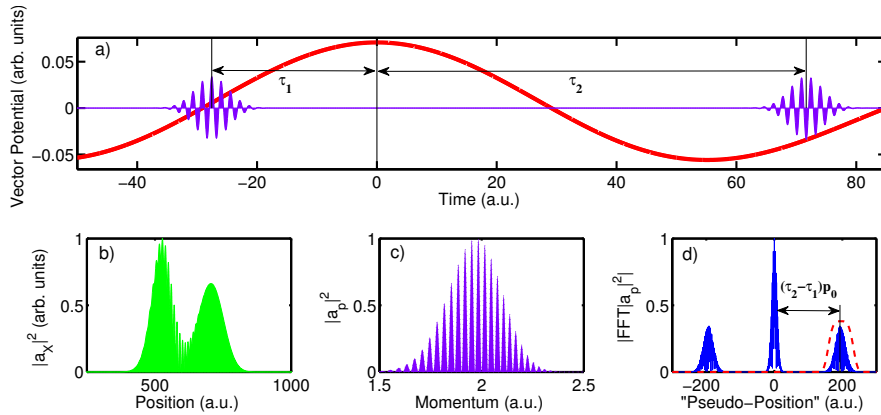 a)
Vector Potential (arb. units)
0.05
0
−0.05
τ1
τ2
−40
−20
0
20
40
60
80
Time (a.u.)
b)
|aX|2 (arb. units)
1
0.5
0
500
1000
Position (a.u.)
c)
|ap|2
1
0.5
0
1.5
2
2.5
Momentum (a.u.)
d)
|FFT|ap|2|
1
0.5
0
(τ2−τ1)p0
−200
0
200
"Pseudo−Position" (a.u.)